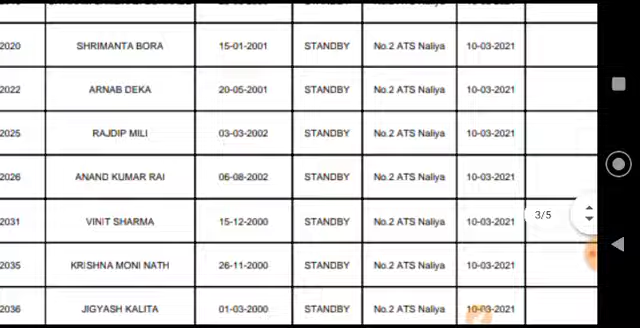 2020 SHRIMANTA BORA 15-01-2001 STANDBY No.2 ATS Naliya 10-03-2021
2022 ARNAB DEKA 20-05-2001 STANDBY No.2 ATS Naliya 10-03-2021
2025 RAJDIP MILI 03-03-2002 STANDBY No.2 ATS Naliya 10-03-2021
2026 ANAND KUMAR RAI 06-08-2002 STANDBY No.2 ATS Naliya 10-03-2021
2031 VINIT SHARMA 15-12-2000 STANDBY No.2 ATS Naliya 10-03-2021
3/5
2035 KRISHNA MONI NATH 26-11-2000 STANDBY No.2 ATS Naliya 10-03-2021
2036 JIGYASH KALITA 01-03-2000 STANDBY No.2 ATS Naliya 10-03-2021